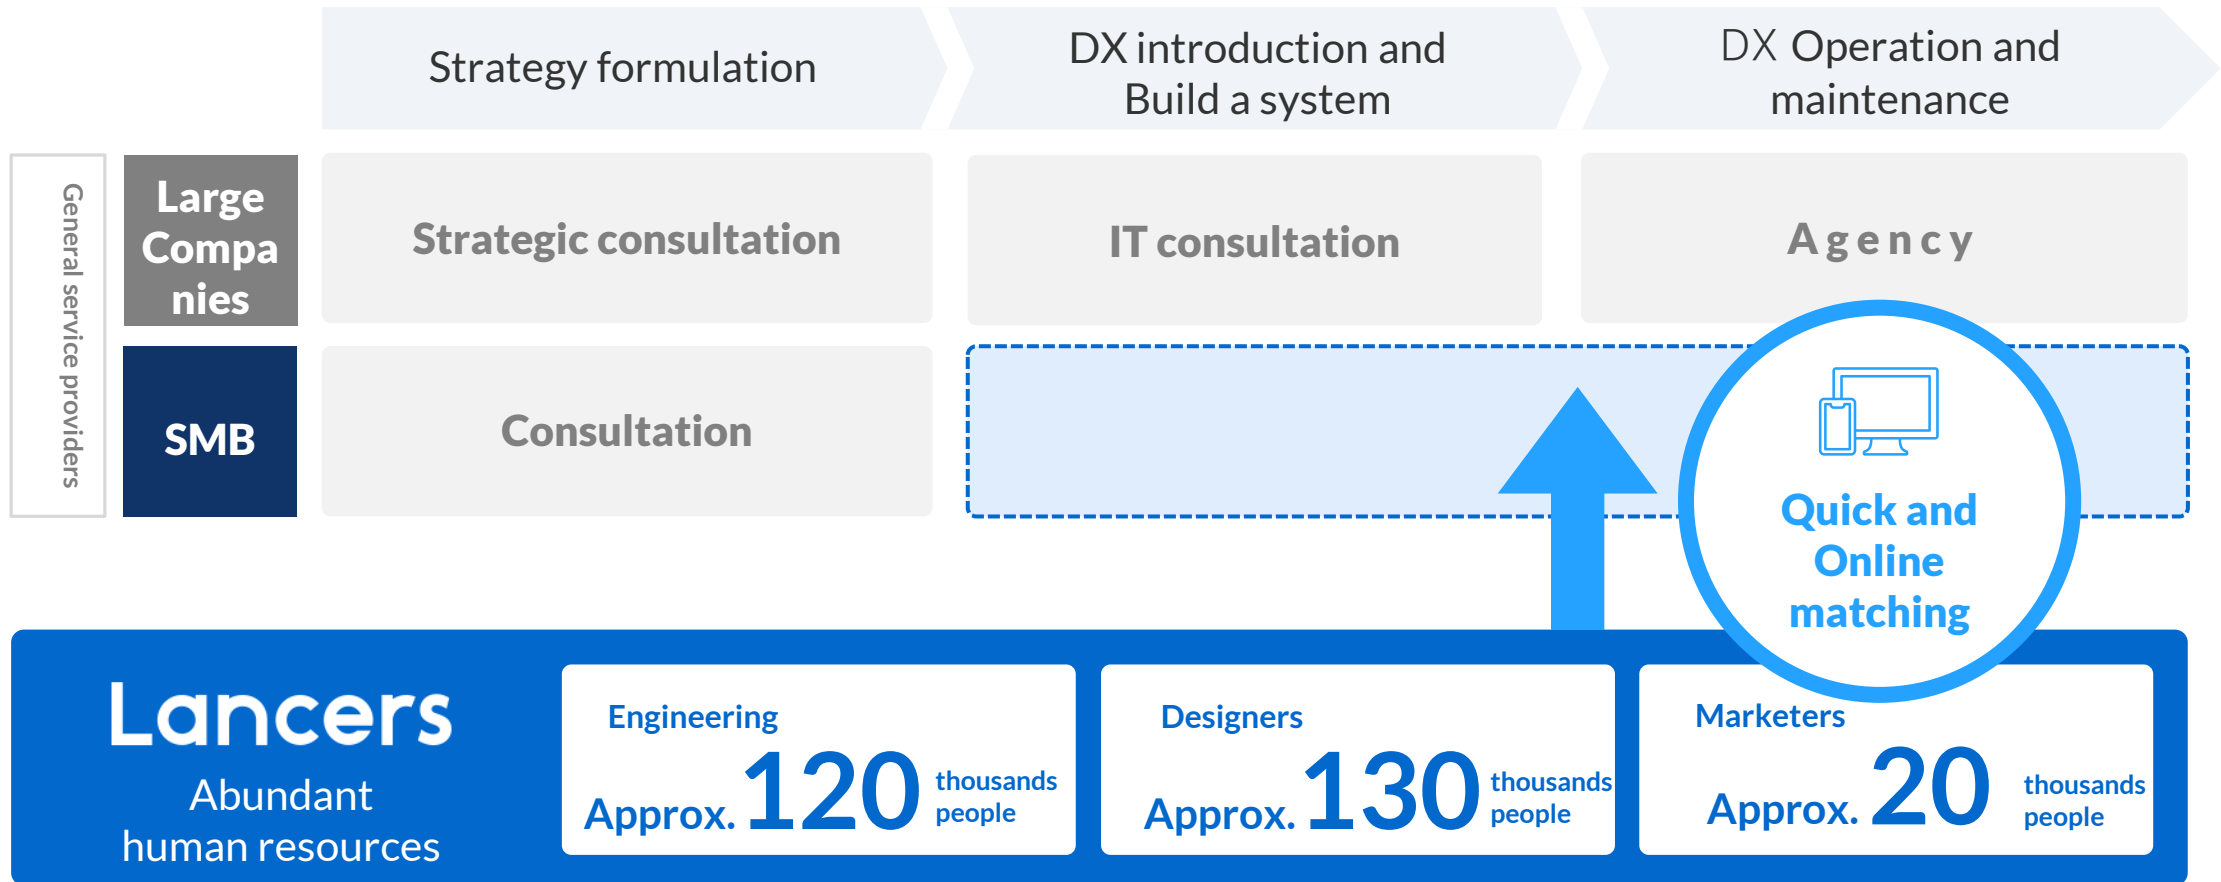 Strategy formulation
DX introduction and
Build a system
DX Operation and
maintenance
General service providers
Large
Compa
nies
Strategic consultation
IT consultation
Agency
SMB
Consultation
Quick and
Online
matching
Lancers
Abundant
human resources
Engineering
Approx. 120 thousands
people
Designers
Approx. 130 thousands
people
Marketers
Approx. 20 thousands
people